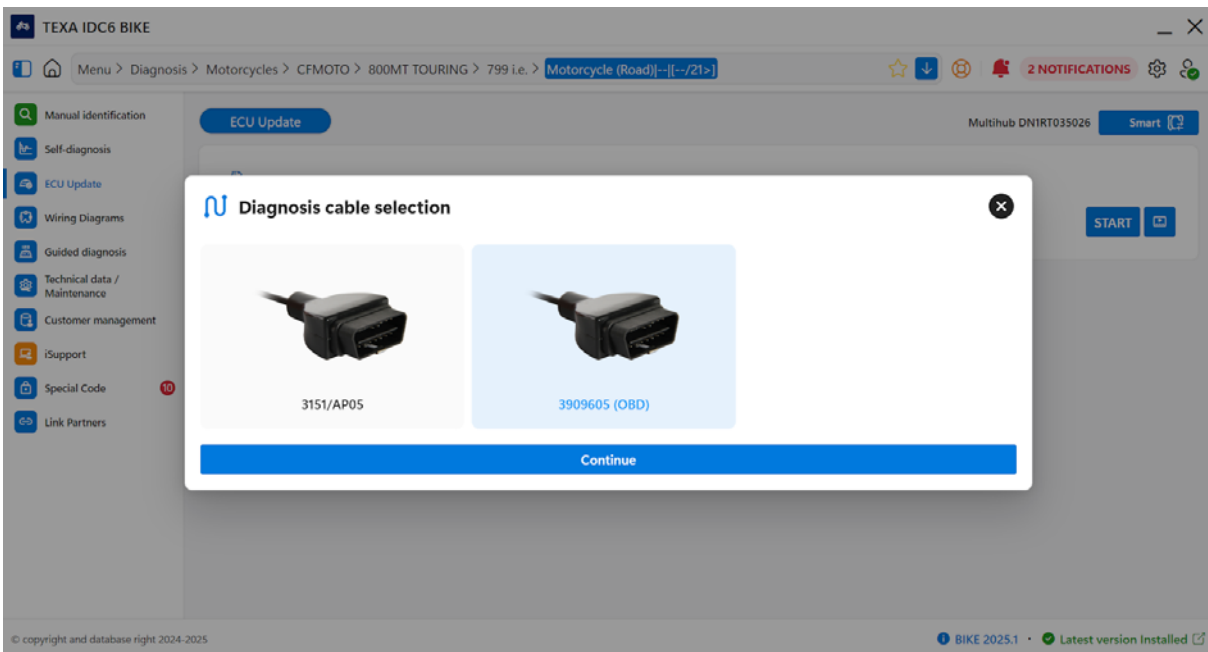 TEXA IDC6 BIKE
Menu > Diagnosis > Motorcycles > CFMOTO > 800MT TOURING > 799 i.e. > Motorcycle (Road)|--|[--/21>]
2 NOTIFICATIONS
Manual identification
Self-diagnosis
ECU Update
Wiring Diagrams
Guided diagnosis
Technical data /
Maintenance
Customer management
iSupport
Special Code 10
Link Partners
ECU Update
Multihub DN1RT035026
Smart
START
Diagnosis cable selection
3151/AP05
3909605 (OBD)
Continue
© copyright and database right 2024-2025
BIKE 2025.1 · Latest version Installed